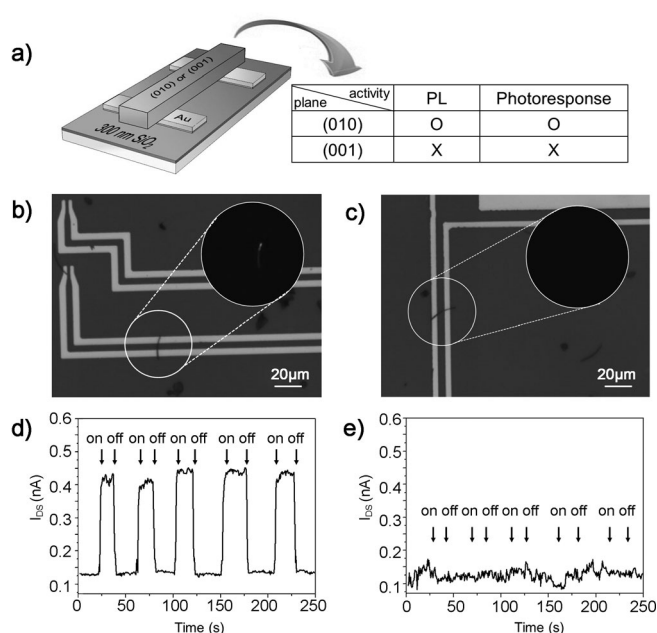 a)
(010) or (001)
Au
300 nm SiO₂
activity
plane
PL
Photoresponse
(010)
O
O
(001)
X
X
b)
20μm
c)
20μm
d)
0.6
0.5
0.4
0.3
0.2
0.1
I_DS (nA)
on off on off on off on off on off
0 50 100 150 200 250
Time (s)
e)
0.6
0.5
0.4
0.3
0.2
0.1
I_DS (nA)
on off on off on off on off on off
0 50 100 150 200 250
Time (s)